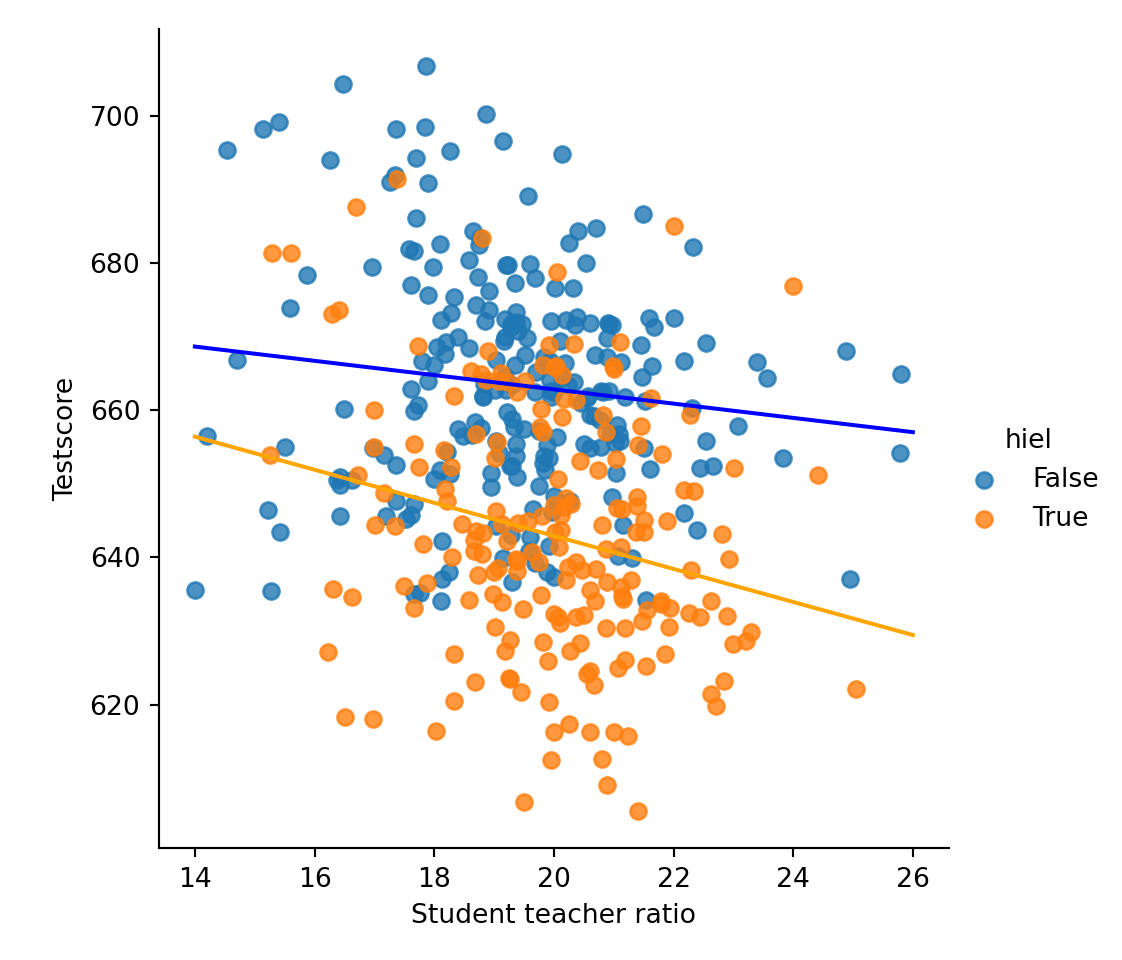 700
680
660
640
620
Testscore
14 16 18 20 22 24 26
Student teacher ratio
hiel
False
True